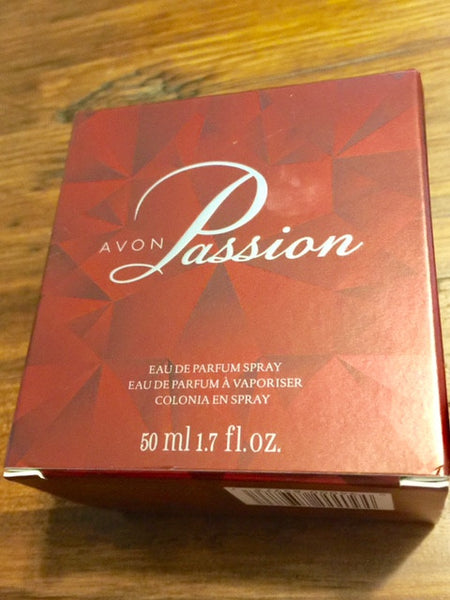 AVON Passion
EAU DE PARFUM SPRAY
EAU DE PARFUM À VAPORISER
COLONIA EN SPRAY
50 ml 1.7 fl.oz.